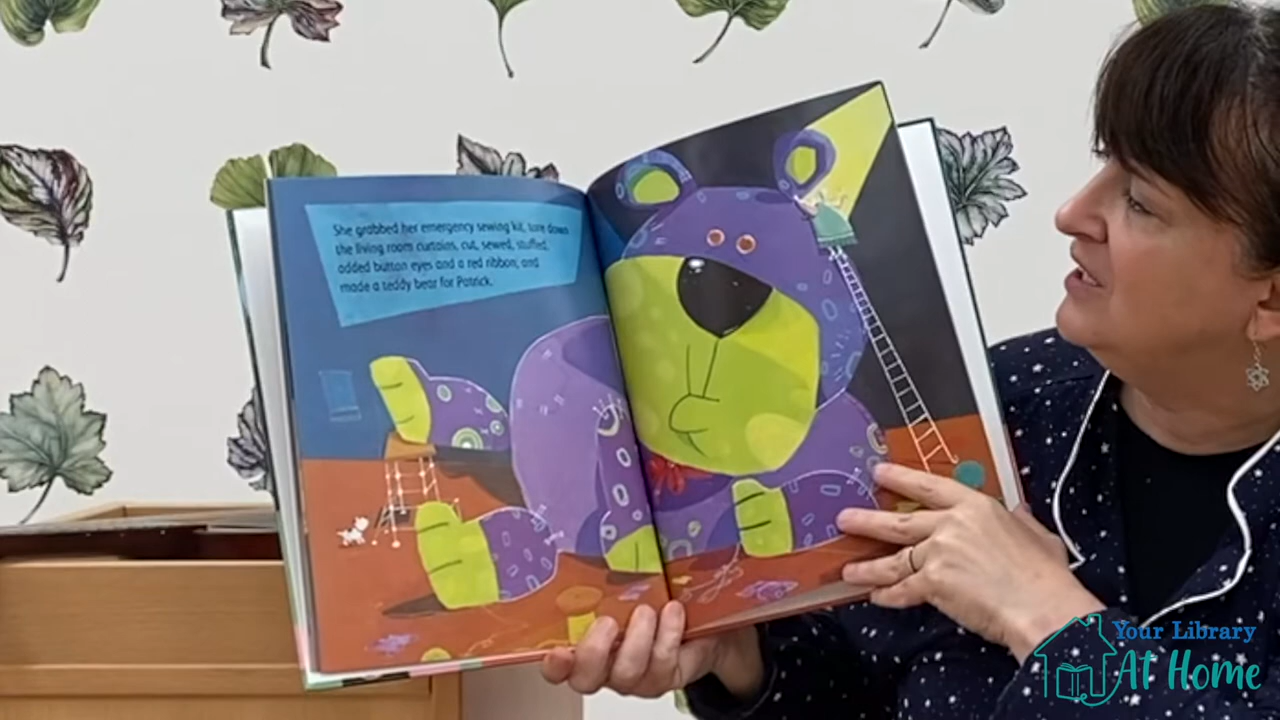 She grabbed her emergency sewing kit, tore down
the living room curtains, cut, sewed, stuffed,
added button eyes and a red ribbon, and
made a teddy bear for Patrick.
Your Library
At Home